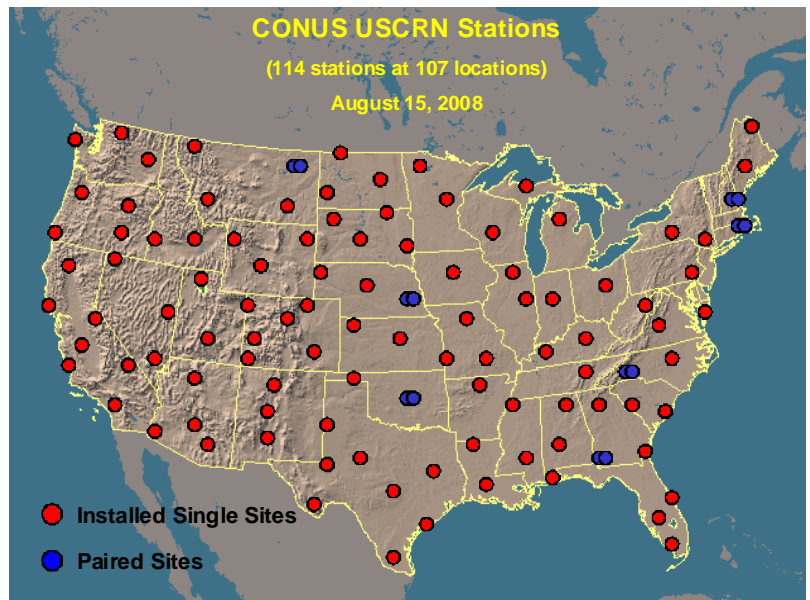 CONUS USCRN Stations
(114 stations at 107 locations)
August 15, 2008
Installed Single Sites
Paired Sites